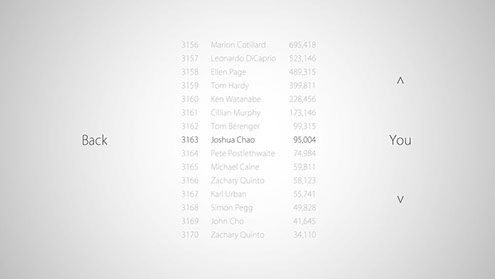 3156 Marion Cotillard 695,418
3157 Leonardo DiCaprio 523,146
3158 Ellen Page 489,315
3159 Tom Hardy 399,811
3160 Ken Watanabe 228,456
3161 Cillian Murphy 173,146
3162 Tom Berenger 99,315
Back 3163 Joshua Chao 95,004 You
3164 Pete Postlethwaite 74,984
3165 Michael Caine 59,811
3166 Zachary Quinto 58,123
3167 Karl Urban 55,741
3168 Simon Pegg 49,828
3169 John Cho 41,645
3170 Zachary Quinto 34,110